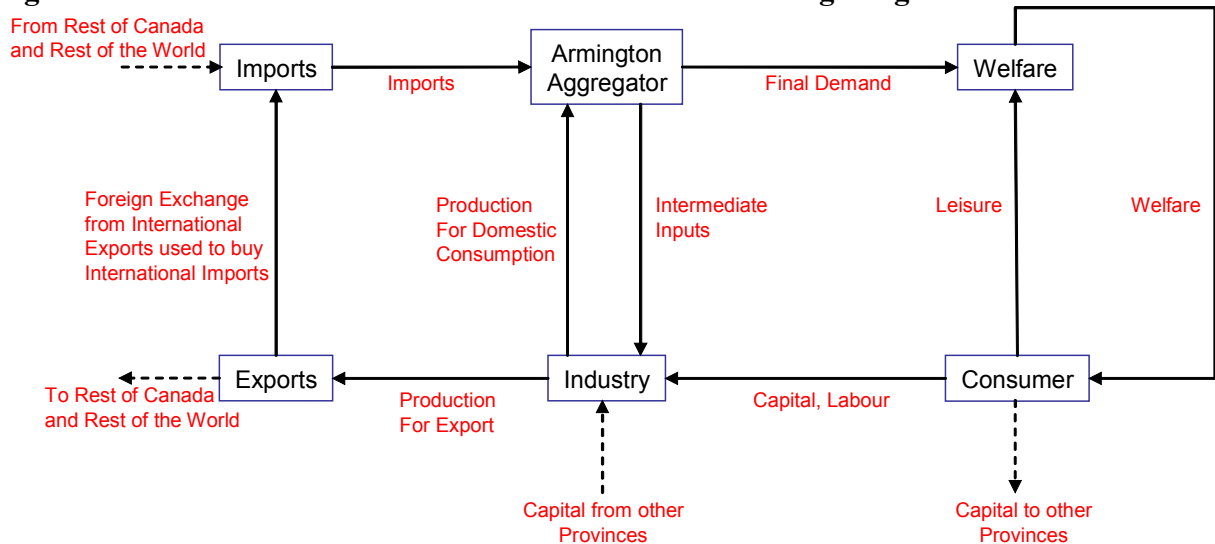 From Rest of Canada
and Rest of the World
Imports
Imports
Armington
Aggregator
Final Demand
Welfare
Foreign Exchange
from International
Exports used to buy
International Imports
Production
For Domestic
Consumption
Intermediate
Inputs
Leisure
Welfare
Exports
To Rest of Canada
and Rest of the World
Production
For Export
Industry
Capital, Labour
Consumer
Capital from other
Provinces
Capital to other
Provinces